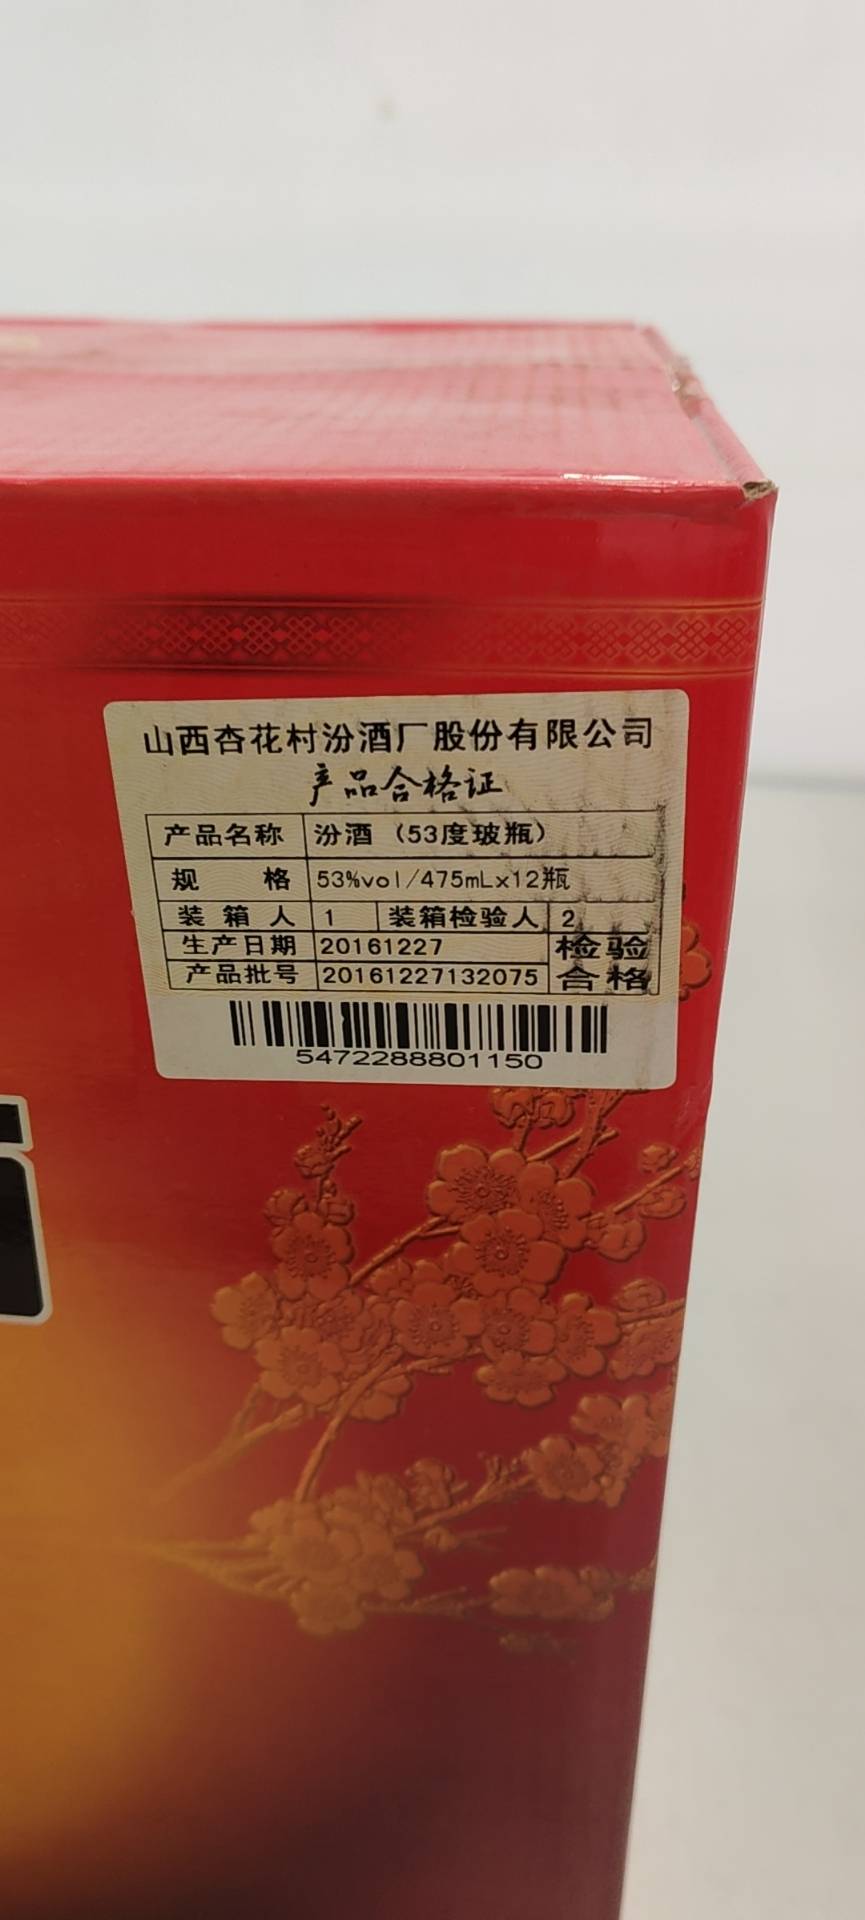 山西杏花村汾酒厂股份有限公司
产品合格证
产品名称 汾酒（53度玻瓶）
规 格 53%vol/475mLx12瓶
装箱人 1 装箱检验人 2
生产日期 20161227 检验
产品批号 20161227132075 合格
5472288801150